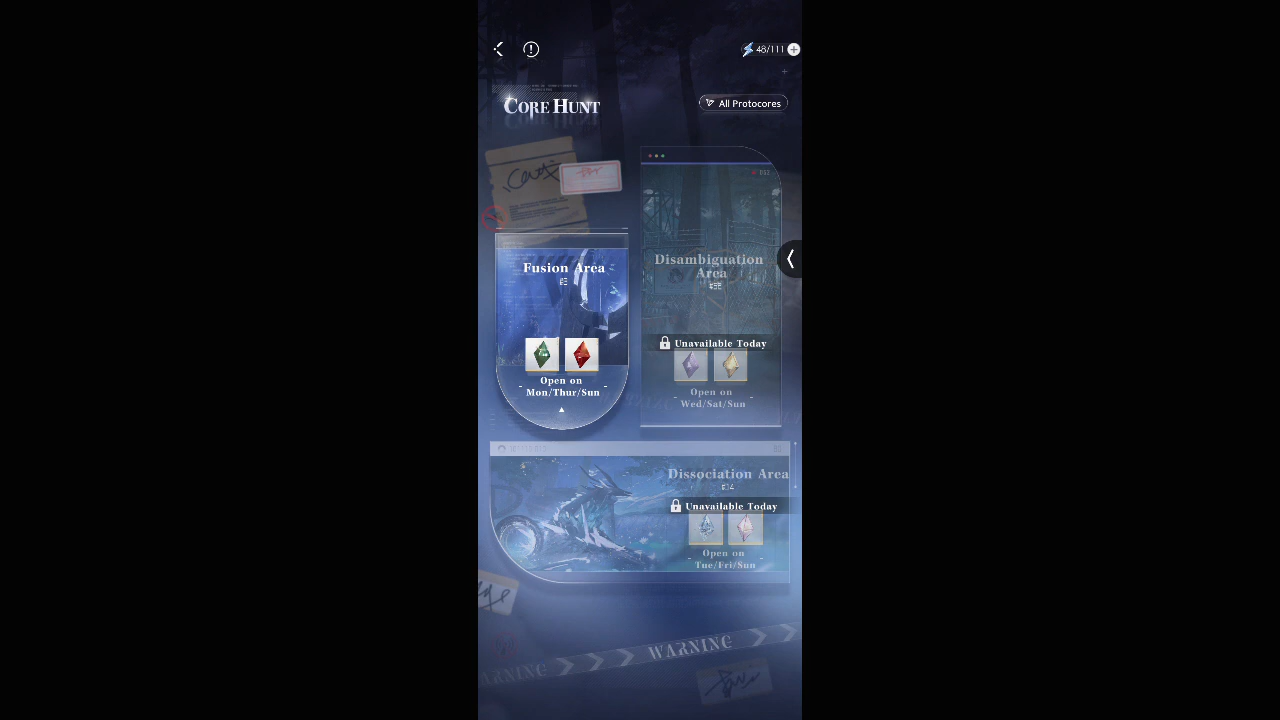 48/111
CORE HUNT
All Protocores
Fusion Area
Open on
Mon/Thur/Sun
Disambiguation
Area
Unavailable Today
Open on
Wed/Sat/Sun
Dissociation Area
Unavailable Today
Open on
Tue/Fri/Sun
WARNING
WARNING